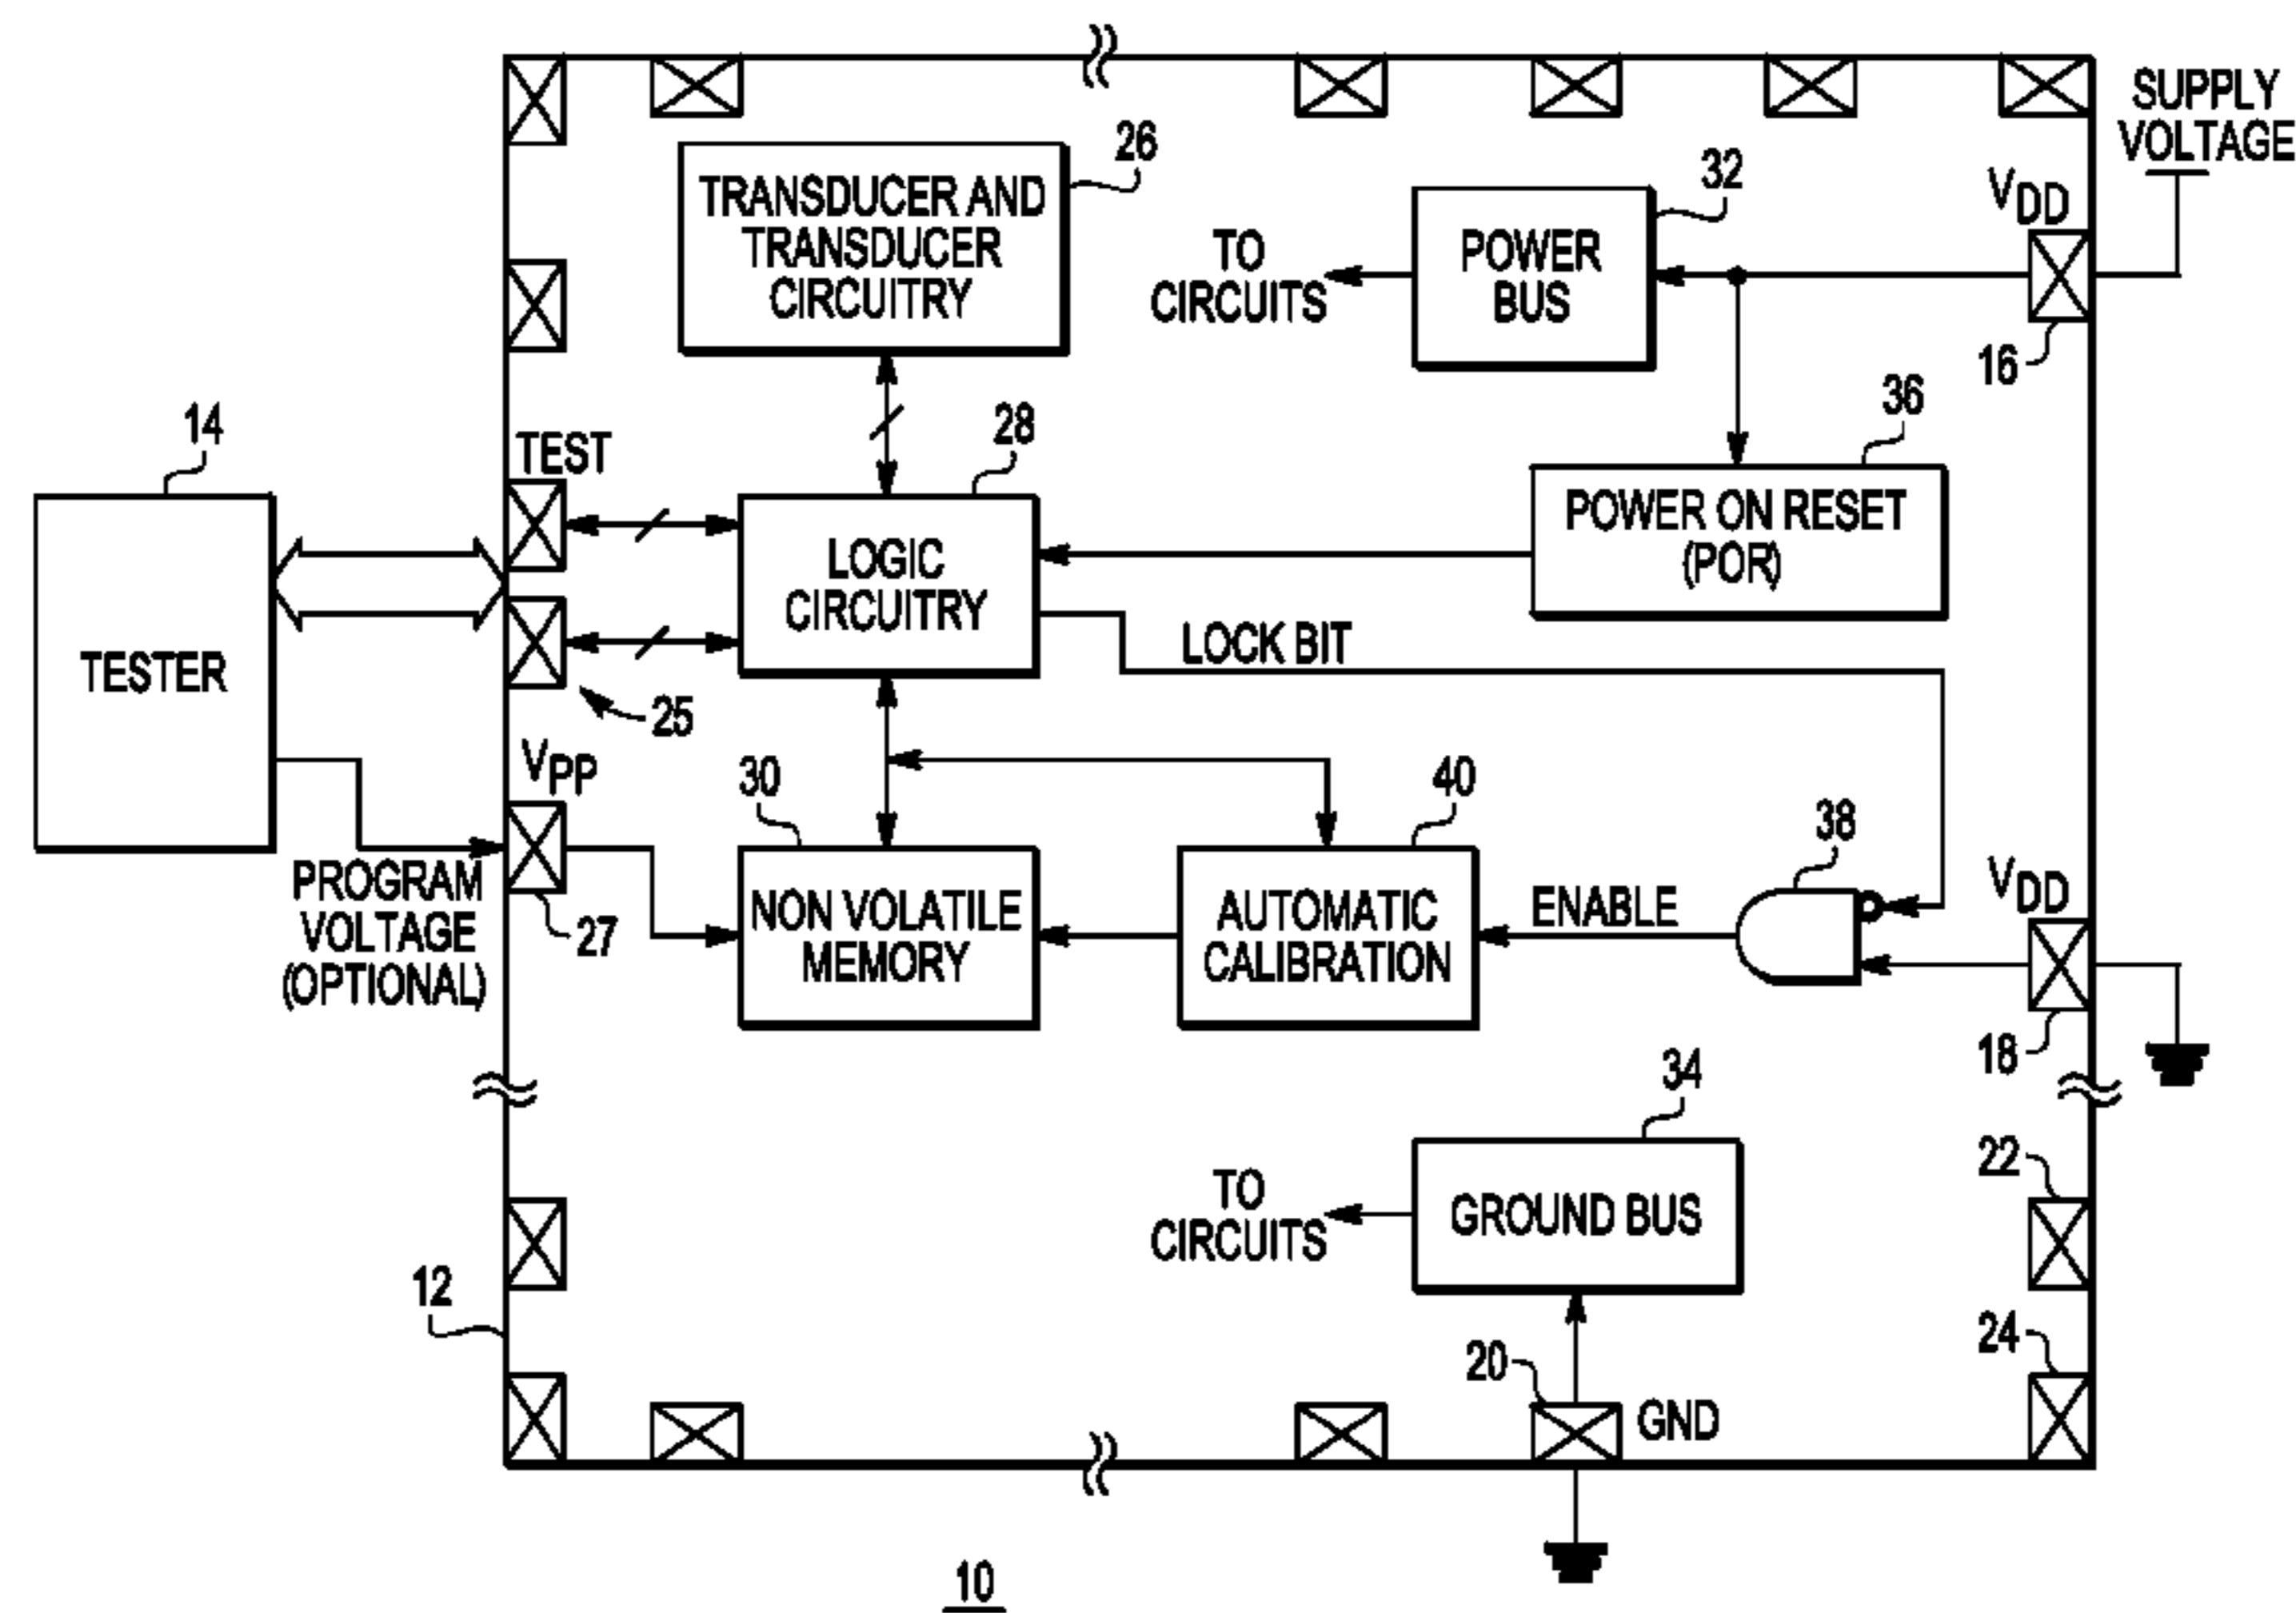 SUPPLY
VOLTAGE
26
TRANSDUCER AND
TRANSDUCER
CIRCUITRY
32
VDD
TO
CIRCUITS
POWER
BUS
16
36
14
TEST
28
POWER ON RESET
(POR)
LOGIC
CIRCUITRY
LOCK BIT
TESTER
25
VPP
30
40
38
VDD
PROGRAM
VOLTAGE
(OPTIONAL)
27
NON VOLATILE
MEMORY
AUTOMATIC
CALIBRATION
ENABLE
18
34
22
TO
CIRCUITS
GROUND BUS
12
24
20
GND
10